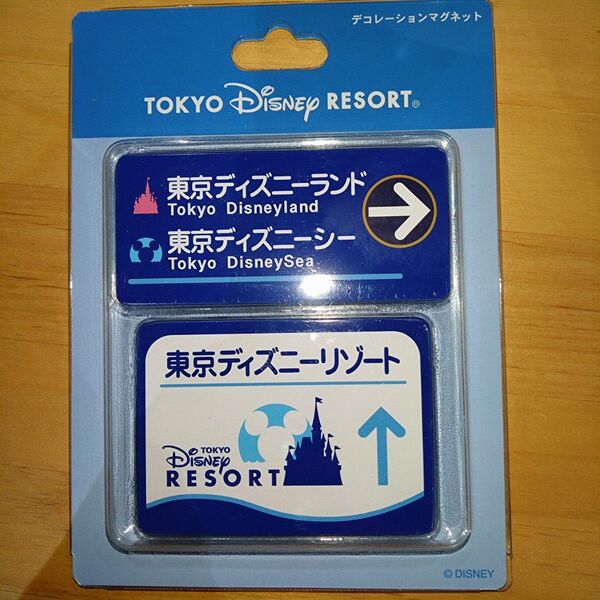 デコレーションマグネット
TOKYO Disney RESORT®
東京ディズニーランド
Tokyo Disneyland
東京ディズニーシー
Tokyo DisneySea
東京ディズニーリゾート
TOKYO
Disney
RESORT
© DISNEY